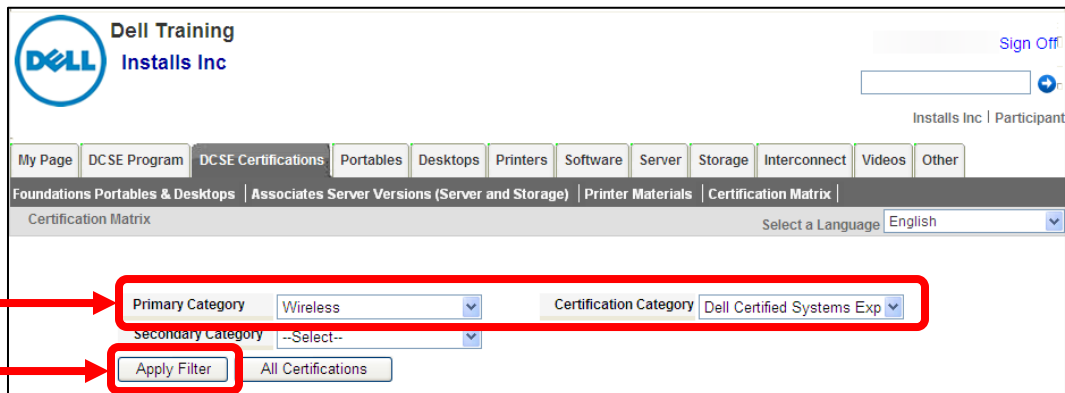 DELL
Dell Training
Installs Inc
Sign Off
Installs Inc | Participant
My Page DCSE Program DCSE Certifications Portables Desktops Printers Software Server Storage Interconnect Videos Other
Foundations Portables & Desktops | Associates Server Versions (Server and Storage) | Printer Materials | Certification Matrix |
Certification Matrix Select a Language English
Primary Category Wireless Certification Category Dell Certified Systems Exp
Secondary Category --Select--
Apply Filter All Certifications